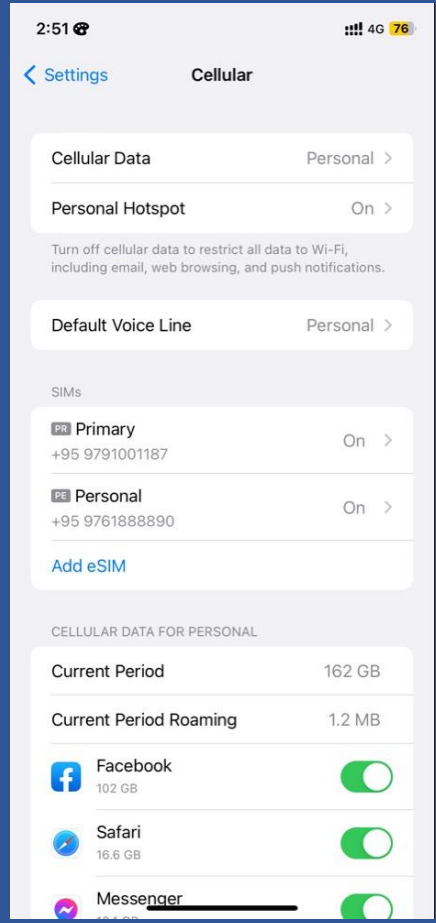 2:51
4G 76
Settings
Cellular
Cellular Data Personal
Personal Hotspot On
Turn off cellular data to restrict all data to Wi-Fi,
including email, web browsing, and push notifications.
Default Voice Line Personal
SIMs
PR Primary
+95 9791001187
On
PE Personal
+95 9761888890
On
Add eSIM
CELLULAR DATA FOR PERSONAL
Current Period 162 GB
Current Period Roaming 1.2 MB
Facebook
102 GB
Safari
16.6 GB
Messenger